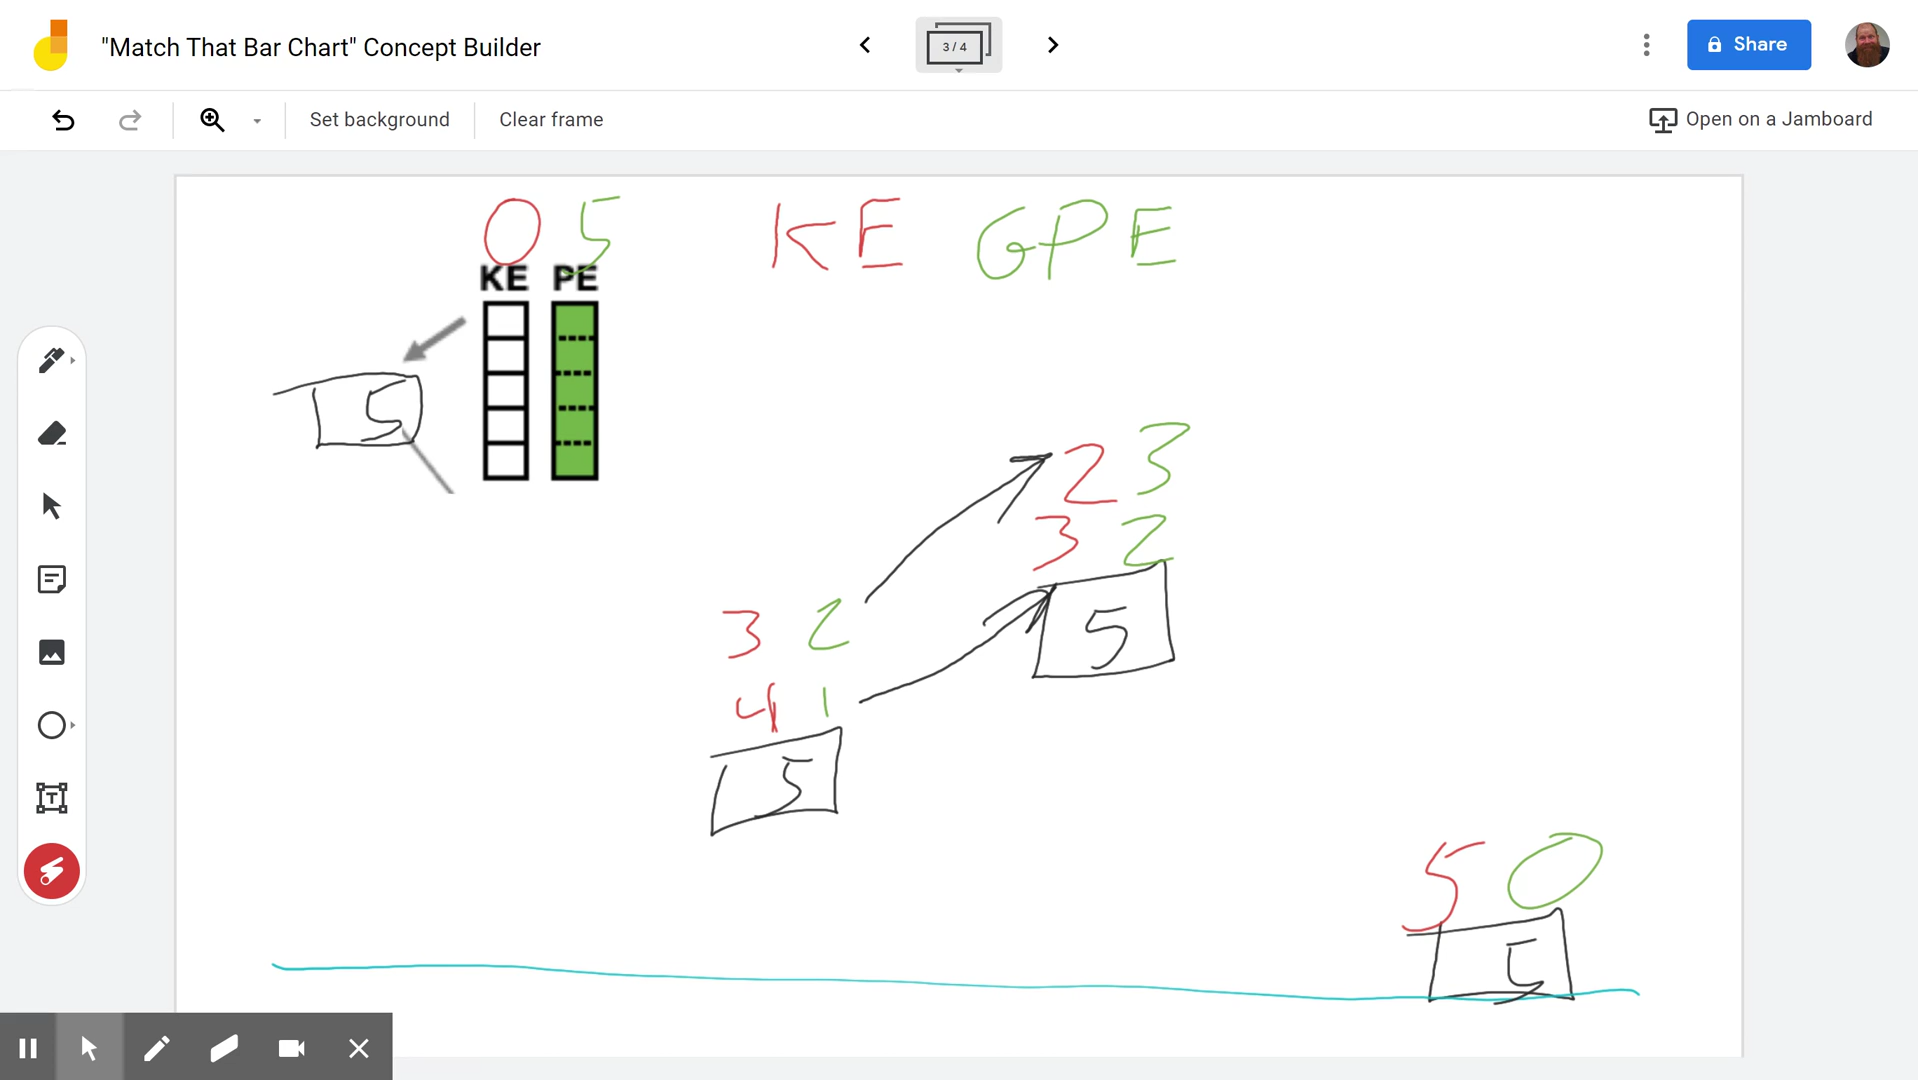 "Match That Bar Chart" Concept Builder
3 / 4
Share
Set background
Clear frame
Open on a Jamboard
0 5
KE GPE
KE PE
5
2 3
3 2
5
3 2
4 1
5
5 0
5